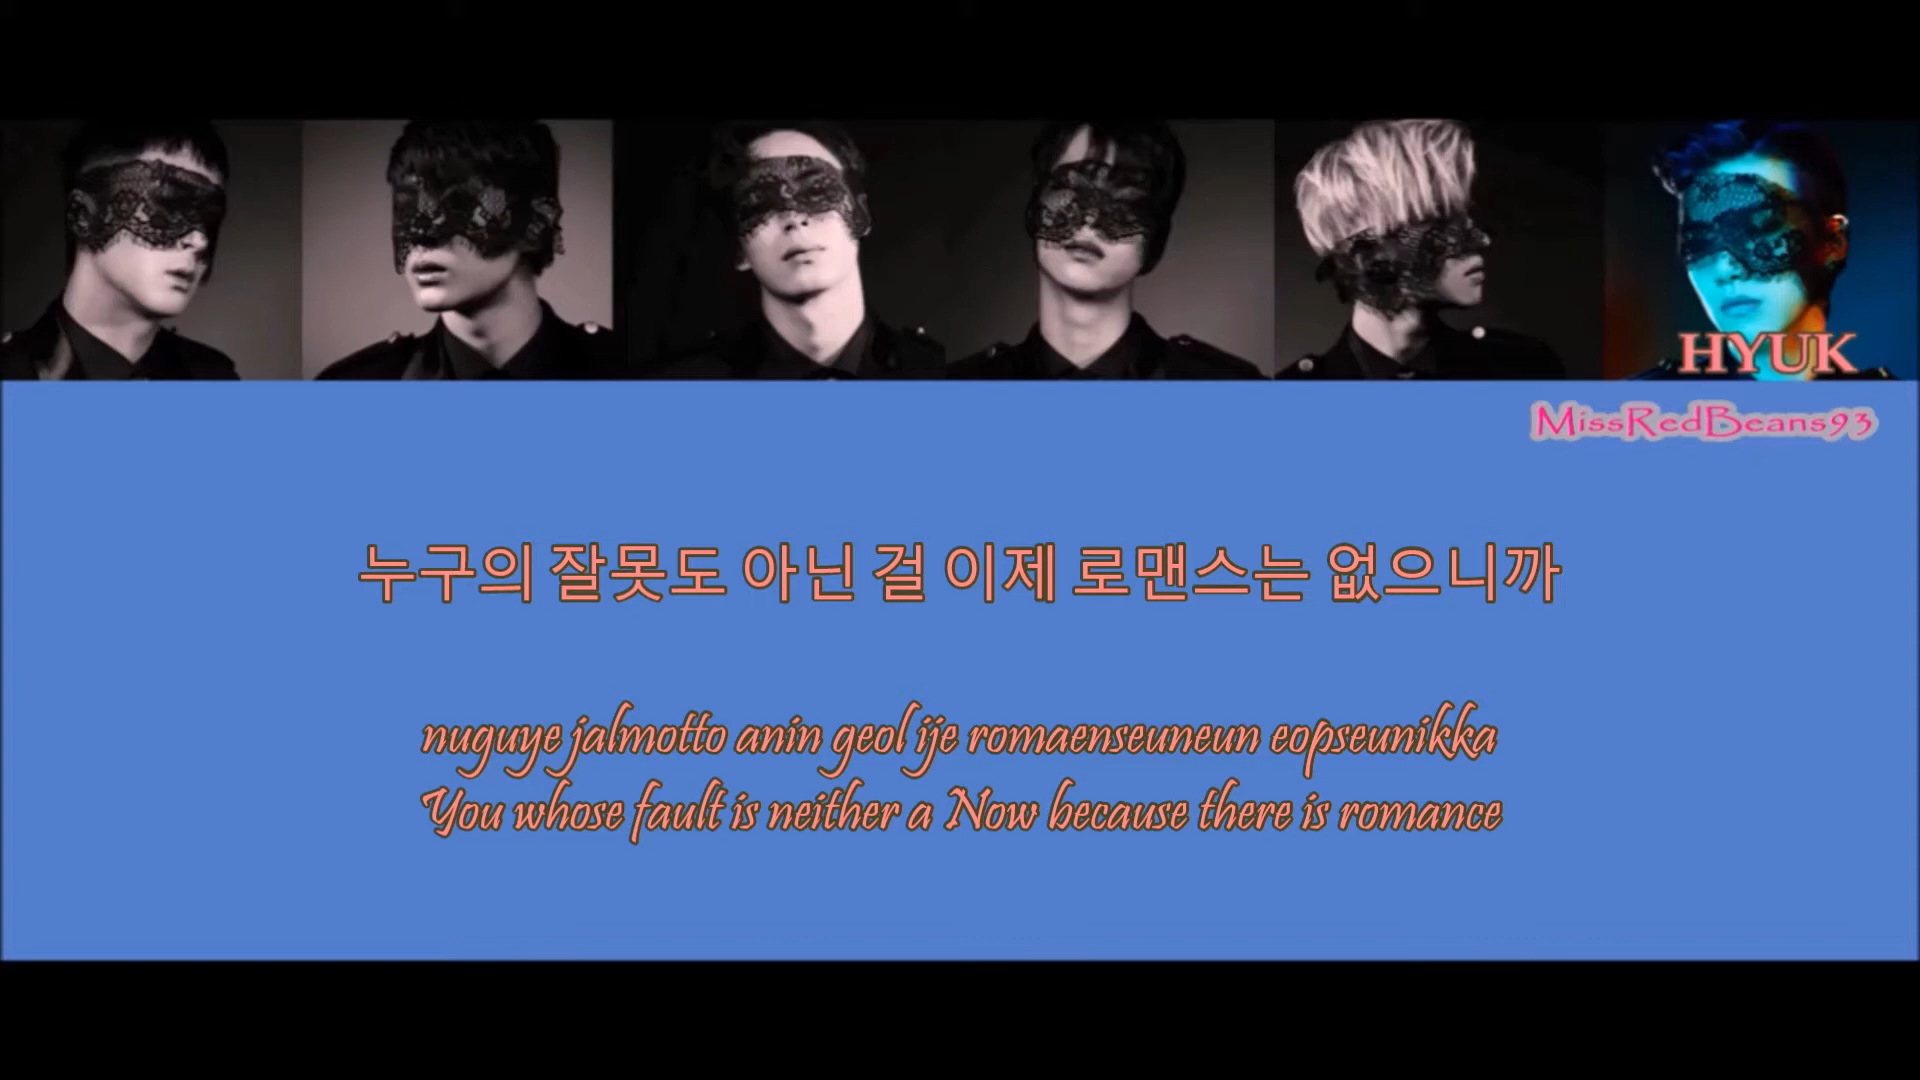 HYUK
MissRedBeans93
누구의 잘못도 아닌 걸 이제 로맨스는 없으니까
nuguye jalmotto anin geol ije romaenseuneun eopseunikka
You whose fault is neither a Now because there is romance